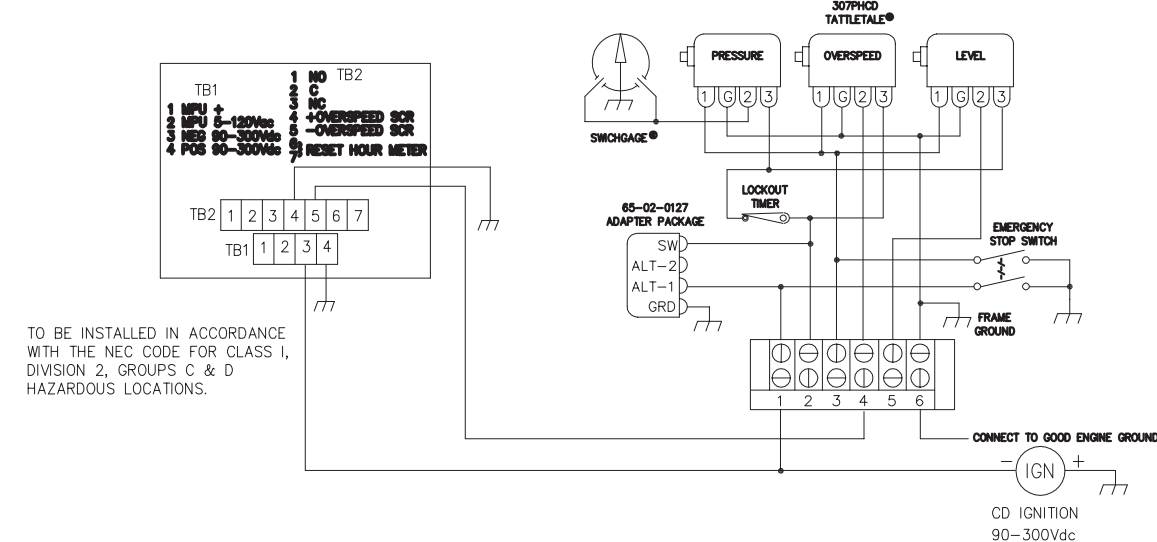 307PHCD
TATTLETALE®
PRESSURE
OVERSPEED
LEVEL
1 G 2 3
1 G 2 3
1 G 2 3
SWICHGAGE®
TB1
1 MPU +
2 MPU 5-120Vac
3 NEG 90-300Vdc
4 POS 90-300Vdc
TB2
1 NO
2 C
3 NC
4 +OVERSPEED SCR
5 -OVERSPEED SCR
6
7 RESET HOUR METER
TB2 1 2 3 4 5 6 7
TB1 1 2 3 4
LOCKOUT
TIMER
65-02-0127
ADAPTER PACKAGE
SW
ALT-2
ALT-1
GRD
EMERGENCY
STOP SWITCH
FRAME
GROUND
TO BE INSTALLED IN ACCORDANCE
WITH THE NEC CODE FOR CLASS I,
DIVISION 2, GROUPS C & D
HAZARDOUS LOCATIONS.
1 2 3 4 5 6
CONNECT TO GOOD ENGINE GROUND
- IGN +
CD IGNITION
90-300Vdc